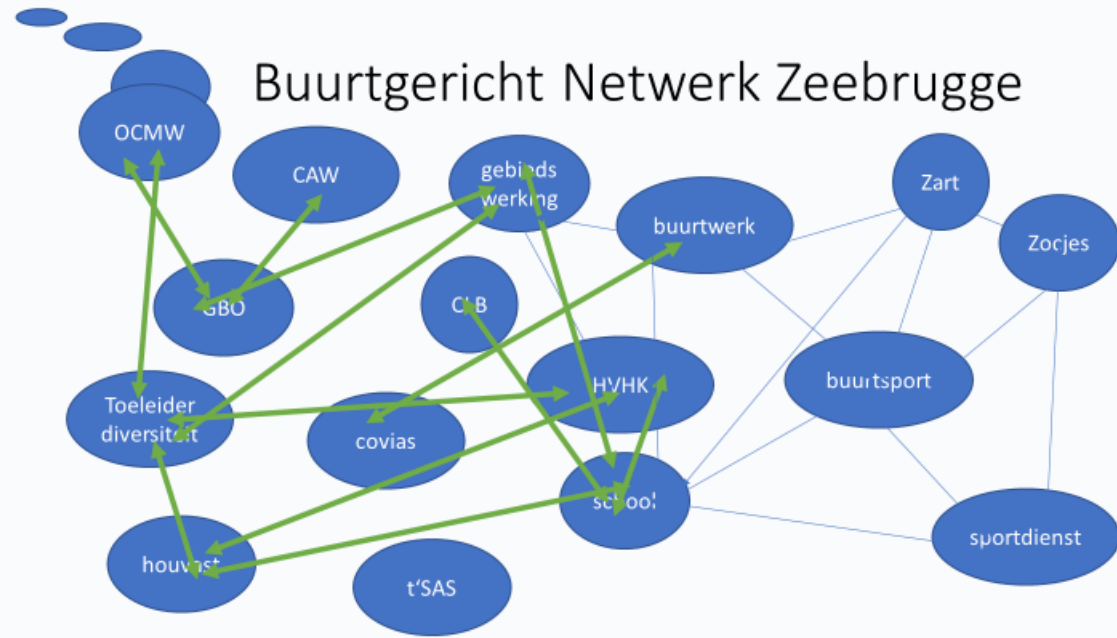 Buurtgericht Netwerk Zeebrugge
OCMW
CAW
gebieds
werking
buurtwerk
Zart
Zocjes
GBO
CLB
HVHK
buurtsport
Toeleider
diversiteit
covias
school
sportdienst
houvast
t'SAS